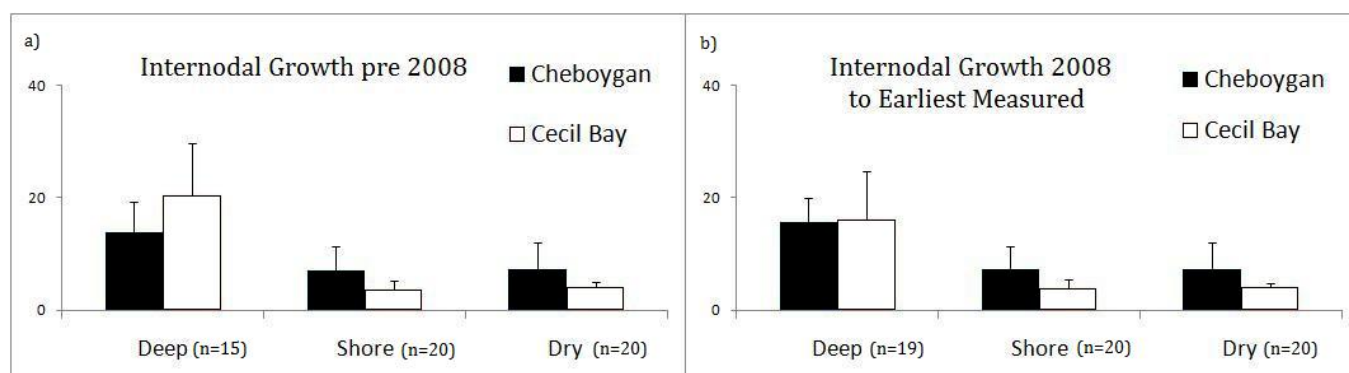 a)
Internodal Growth pre 2008
Cheboygan
Cecil Bay
40
20
0
Deep (n=15)
Shore (n=20)
Dry (n=20)
b)
Internodal Growth 2008
to Earliest Measured
Cheboygan
Cecil Bay
40
20
0
Deep (n=19)
Shore (n=20)
Dry (n=20)